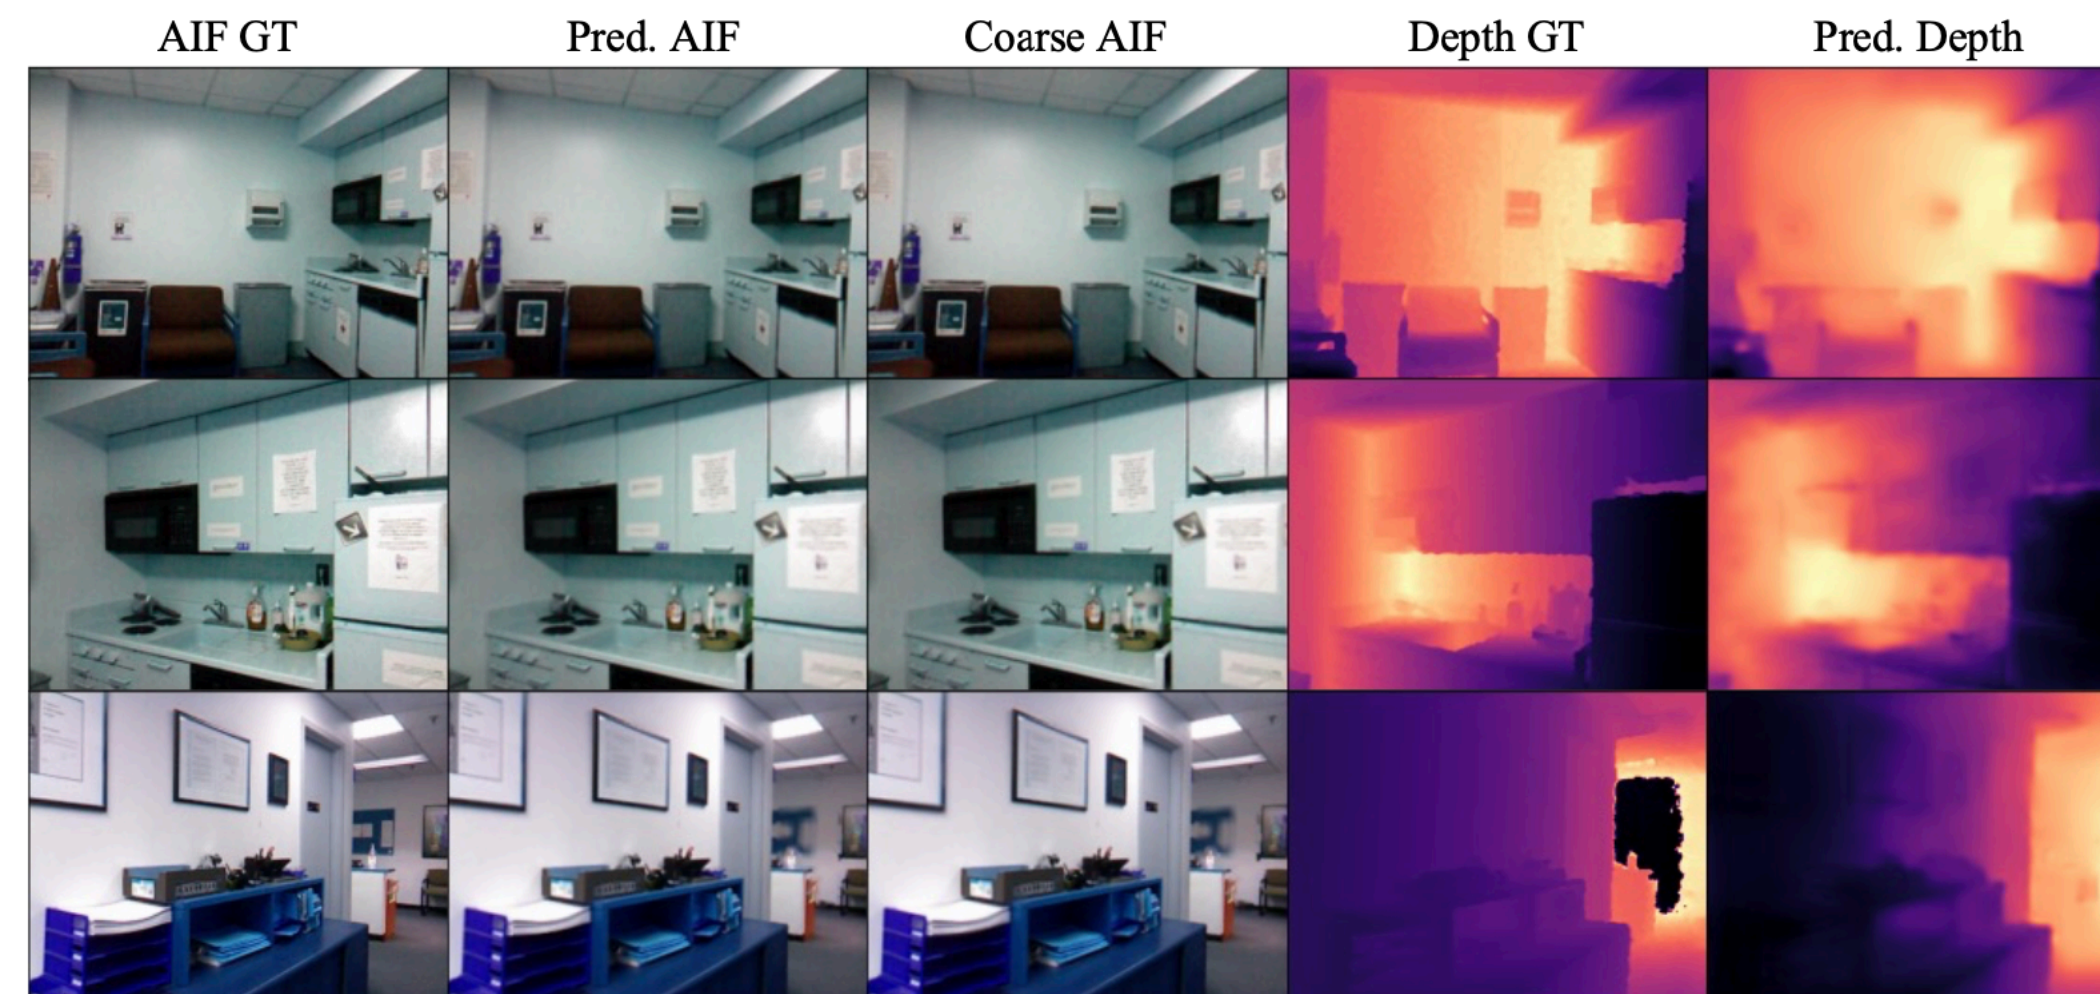 AIF GT
Pred. AIF
Coarse AIF
Depth GT
Pred. Depth